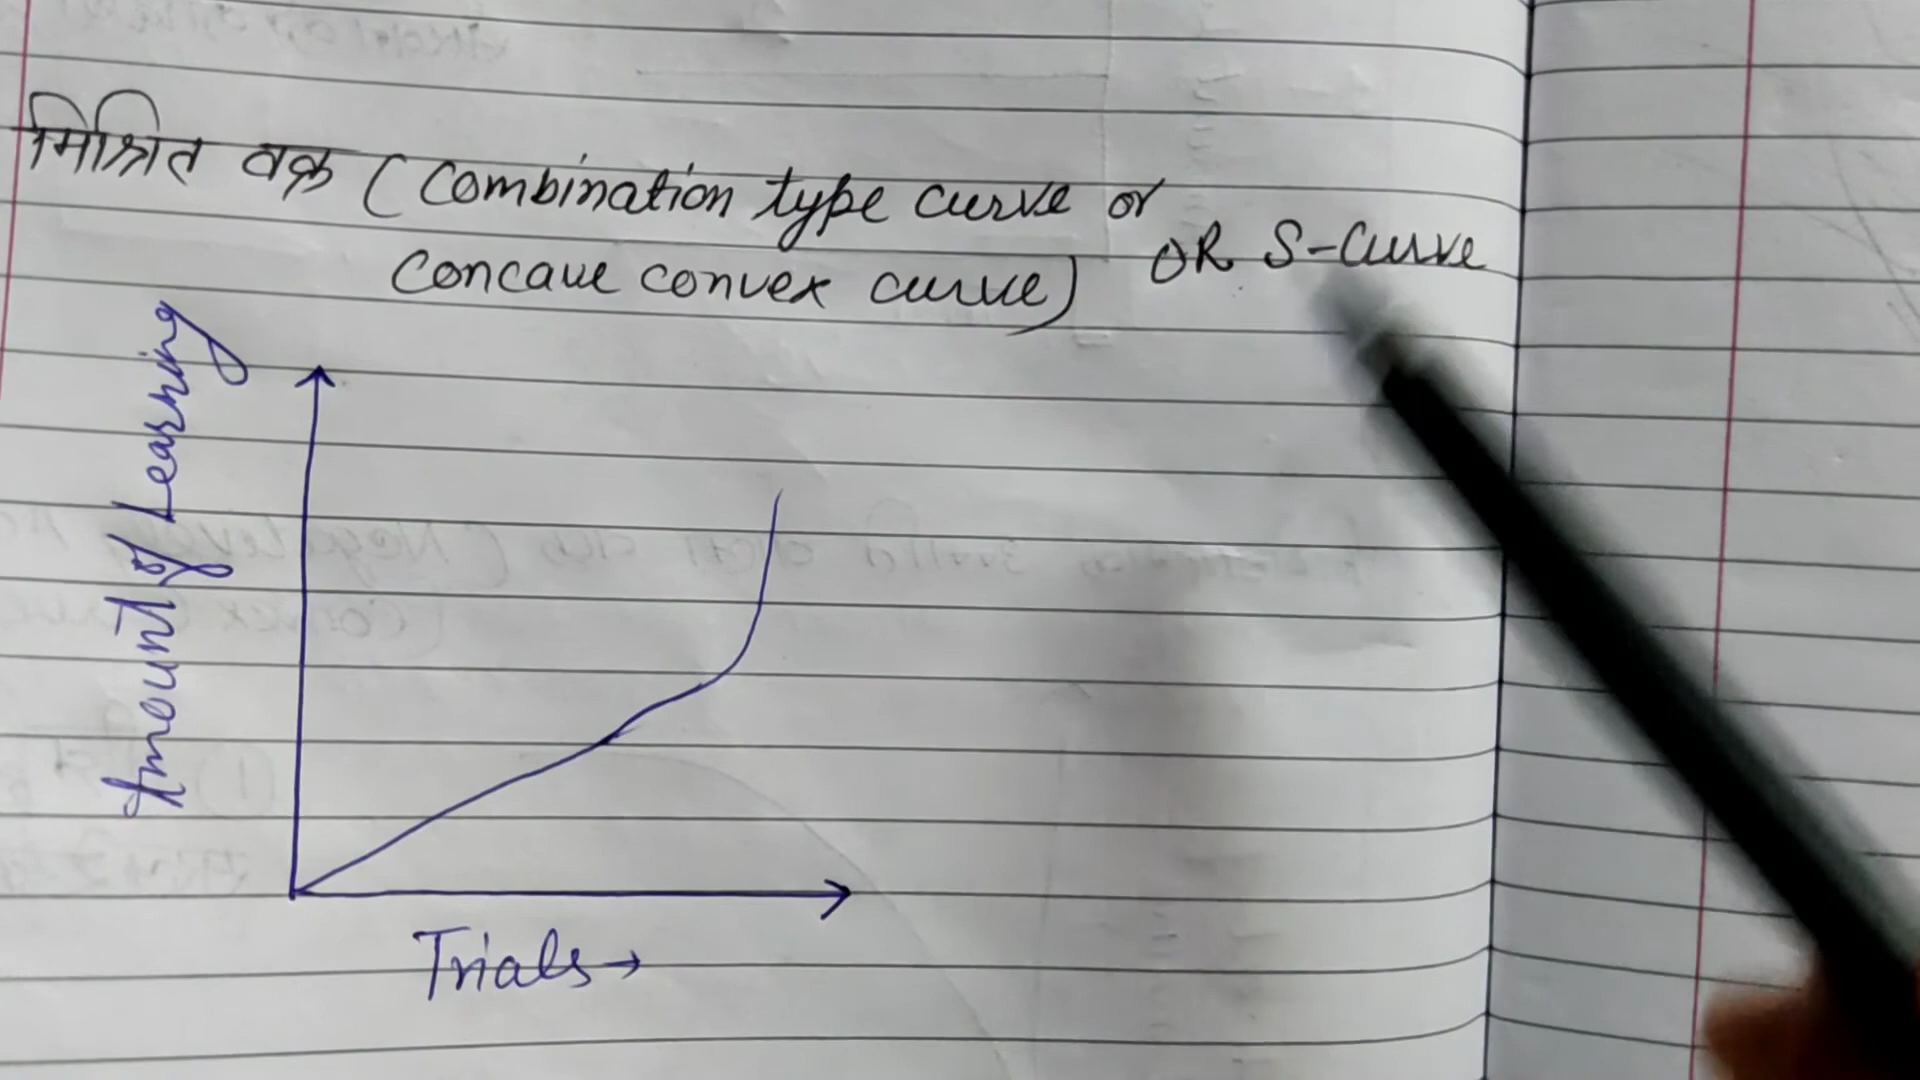 मिश्रित वक्र (Combination type curve or
OR S-Curve
Concave convex curve)
Amount of Learning
Trials→